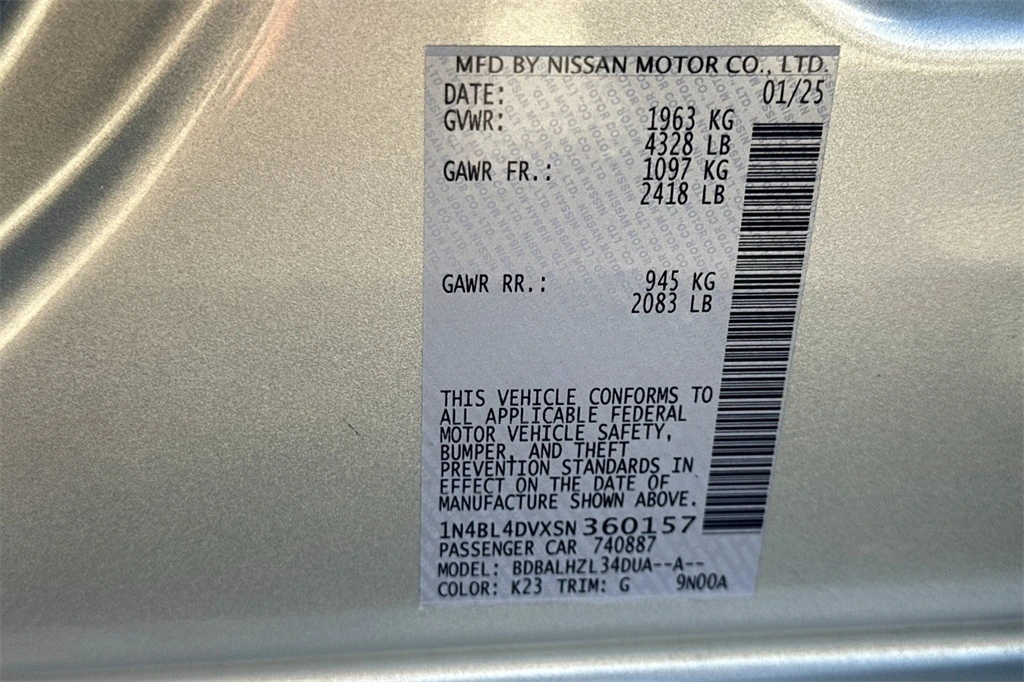 MFD BY NISSAN MOTOR CO., LTD.
DATE: 01/25
GVWR: 1963 KG
4328 LB
GAWR FR.: 1097 KG
2418 LB
GAWR RR.: 945 KG
2083 LB
THIS VEHICLE CONFORMS TO
ALL APPLICABLE FEDERAL
MOTOR VEHICLE SAFETY,
BUMPER, AND THEFT
PREVENTION STANDARDS IN
EFFECT ON THE DATE OF
MANUFACTURE SHOWN ABOVE.
1N4BL4DVXSN360157
PASSENGER CAR 740887
MODEL: BDBALHZL34DUA--A--
COLOR: K23 TRIM: G 9N00A